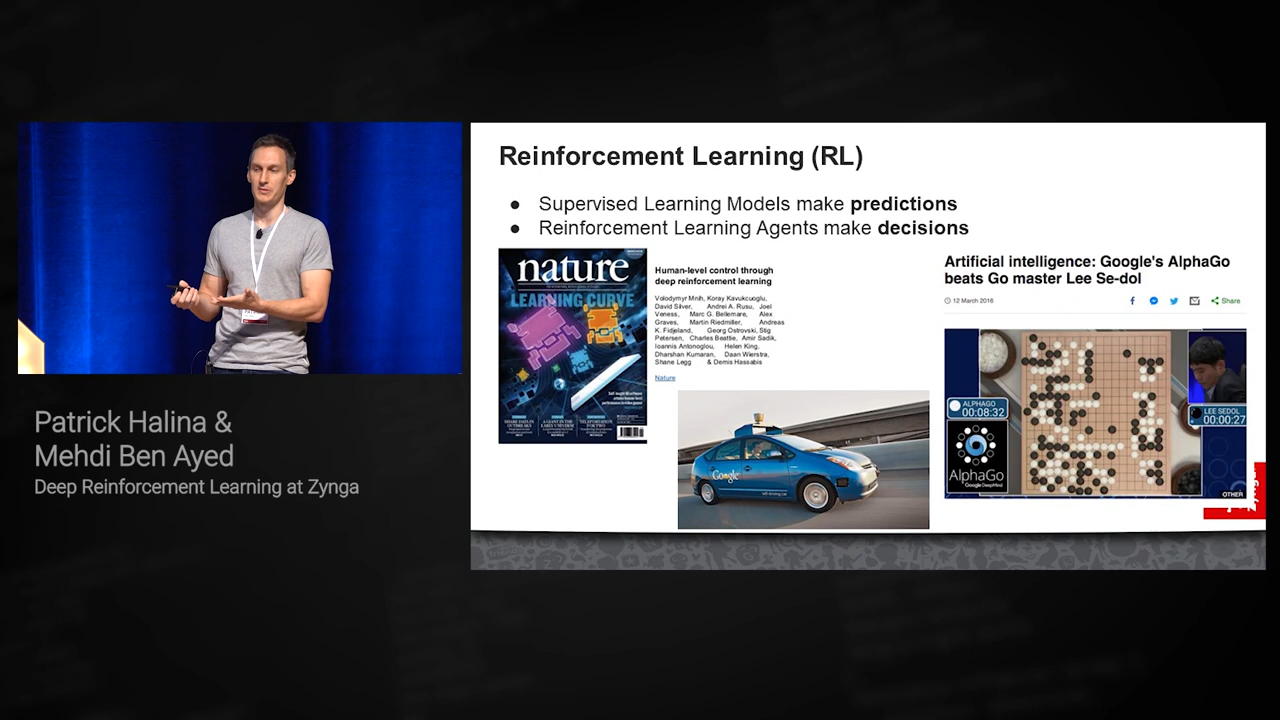 Reinforcement Learning (RL)
● Supervised Learning Models make predictions
● Reinforcement Learning Agents make decisions
nature
LEARNING CURVE
Human-level control through
deep reinforcement learning
Volodymyr Mnih, Koray Kavukcuoglu,
David Silver, Andrei A. Rusu, Joel
Veness, Marc G. Bellemare, Alex
Graves, Martin Riedmiller, Andreas
K. Fidjeland, Georg Ostrovski, Stig
Petersen, Charles Beattie, Amir Sadik,
Ioannis Antonoglou, Helen King,
Dharshan Kumaran, Daan Wierstra,
Shane Legg & Demis Hassabis
Nature
Google
self-driving car
Artificial intelligence: Google's AlphaGo
beats Go master Lee Se-dol
12 March 2016
Share
ALPHAGO
00:08:32
LEE SEDOL
00:00:27
AlphaGo
Google DeepMind
OTHER
zynga
Patrick Halina &
Mehdi Ben Ayed
Deep Reinforcement Learning at Zynga